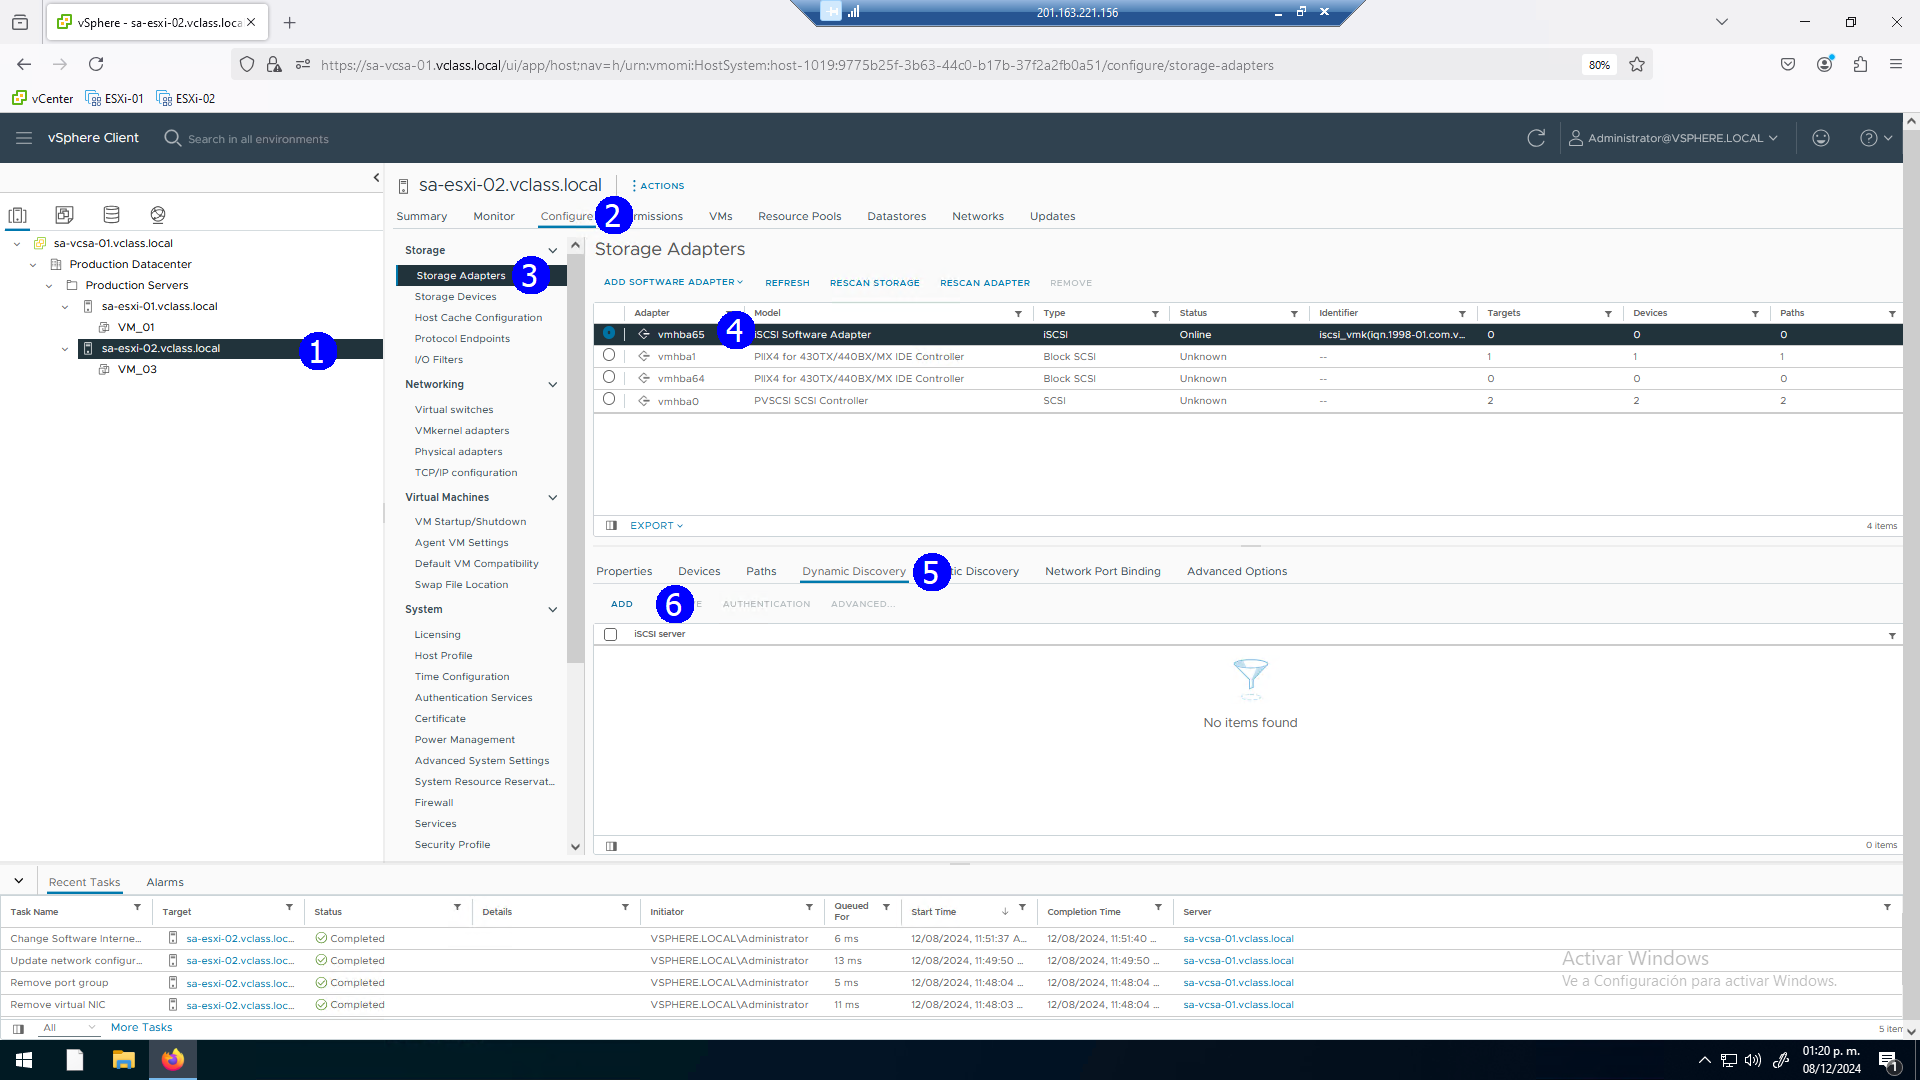 vSphere - sa-esxi-02.vclass.loca
201.163.221.156
https://sa-vcsa-01.vclass.local/ui/app/host;nav=h/urn:vmomi:HostSystem:host-1019:9775b25f-3b63-44c0-b17b-37f2a2fb0a51/configure/storage-adapters
80%
vCenter ESXi-01 ESXi-02
vSphere Client
Search in all environments
Administrator@VSPHERE.LOCAL
sa-vcsa-01.vclass.local
Production Datacenter
Production Servers
sa-esxi-01.vclass.local
VM_01
sa-esxi-02.vclass.local 1
VM_03
sa-esxi-02.vclass.local
ACTIONS
Summary Monitor Configure 2 rmissions VMs Resource Pools Datastores Networks Updates
Storage
Storage Adapters 3
Storage Devices
Host Cache Configuration
Protocol Endpoints
I/O Filters
Networking
Virtual switches
VMkernel adapters
Physical adapters
TCP/IP configuration
Virtual Machines
VM Startup/Shutdown
Agent VM Settings
Default VM Compatibility
Swap File Location
System
Licensing
Host Profile
Time Configuration
Authentication Services
Certificate
Power Management
Advanced System Settings
System Resource Reservat...
Firewall
Services
Security Profile
Storage Adapters
ADD SOFTWARE ADAPTER REFRESH RESCAN STORAGE RESCAN ADAPTER REMOVE
Adapter Model Type Status Identifier Targets Devices Paths
vmhba65 4 iSCSI Software Adapter iSCSI Online iscsi_vmk(iqn.1998-01.com.v... 0 0 0
vmhba1 PIIX4 for 430TX/440BX/MX IDE Controller Block SCSI Unknown -- 1 1 1
vmhba64 PIIX4 for 430TX/440BX/MX IDE Controller Block SCSI Unknown -- 0 0 0
vmhba0 PVSCSI SCSI Controller SCSI Unknown -- 2 2 2
EXPORT
4 items
Properties Devices Paths Dynamic Discovery 5 ic Discovery Network Port Binding Advanced Options
ADD 6 E AUTHENTICATION ADVANCED...
iSCSI server
No items found
0 items
Recent Tasks Alarms
Task Name Target Status Details Initiator Queued For Start Time Completion Time Server
Change Software Interne... sa-esxi-02.vclass.loc... Completed VSPHERE.LOCAL\Administrator 6 ms 12/08/2024, 11:51:37 A... 12/08/2024, 11:51:40 ... sa-vcsa-01.vclass.local
Update network configur... sa-esxi-02.vclass.loc... Completed VSPHERE.LOCAL\Administrator 13 ms 12/08/2024, 11:49:50 ... 12/08/2024, 11:49:50 ... sa-vcsa-01.vclass.local
Remove port group sa-esxi-02.vclass.loc... Completed VSPHERE.LOCAL\Administrator 5 ms 12/08/2024, 11:48:04 ... 12/08/2024, 11:48:04 ... sa-vcsa-01.vclass.local
Remove virtual NIC sa-esxi-02.vclass.loc... Completed VSPHERE.LOCAL\Administrator 11 ms 12/08/2024, 11:48:03 ... 12/08/2024, 11:48:04 ... sa-vcsa-01.vclass.local
All More Tasks
5 item
Activar Windows
Ve a Configuración para activar Windows.
01:20 p. m.
08/12/2024
1